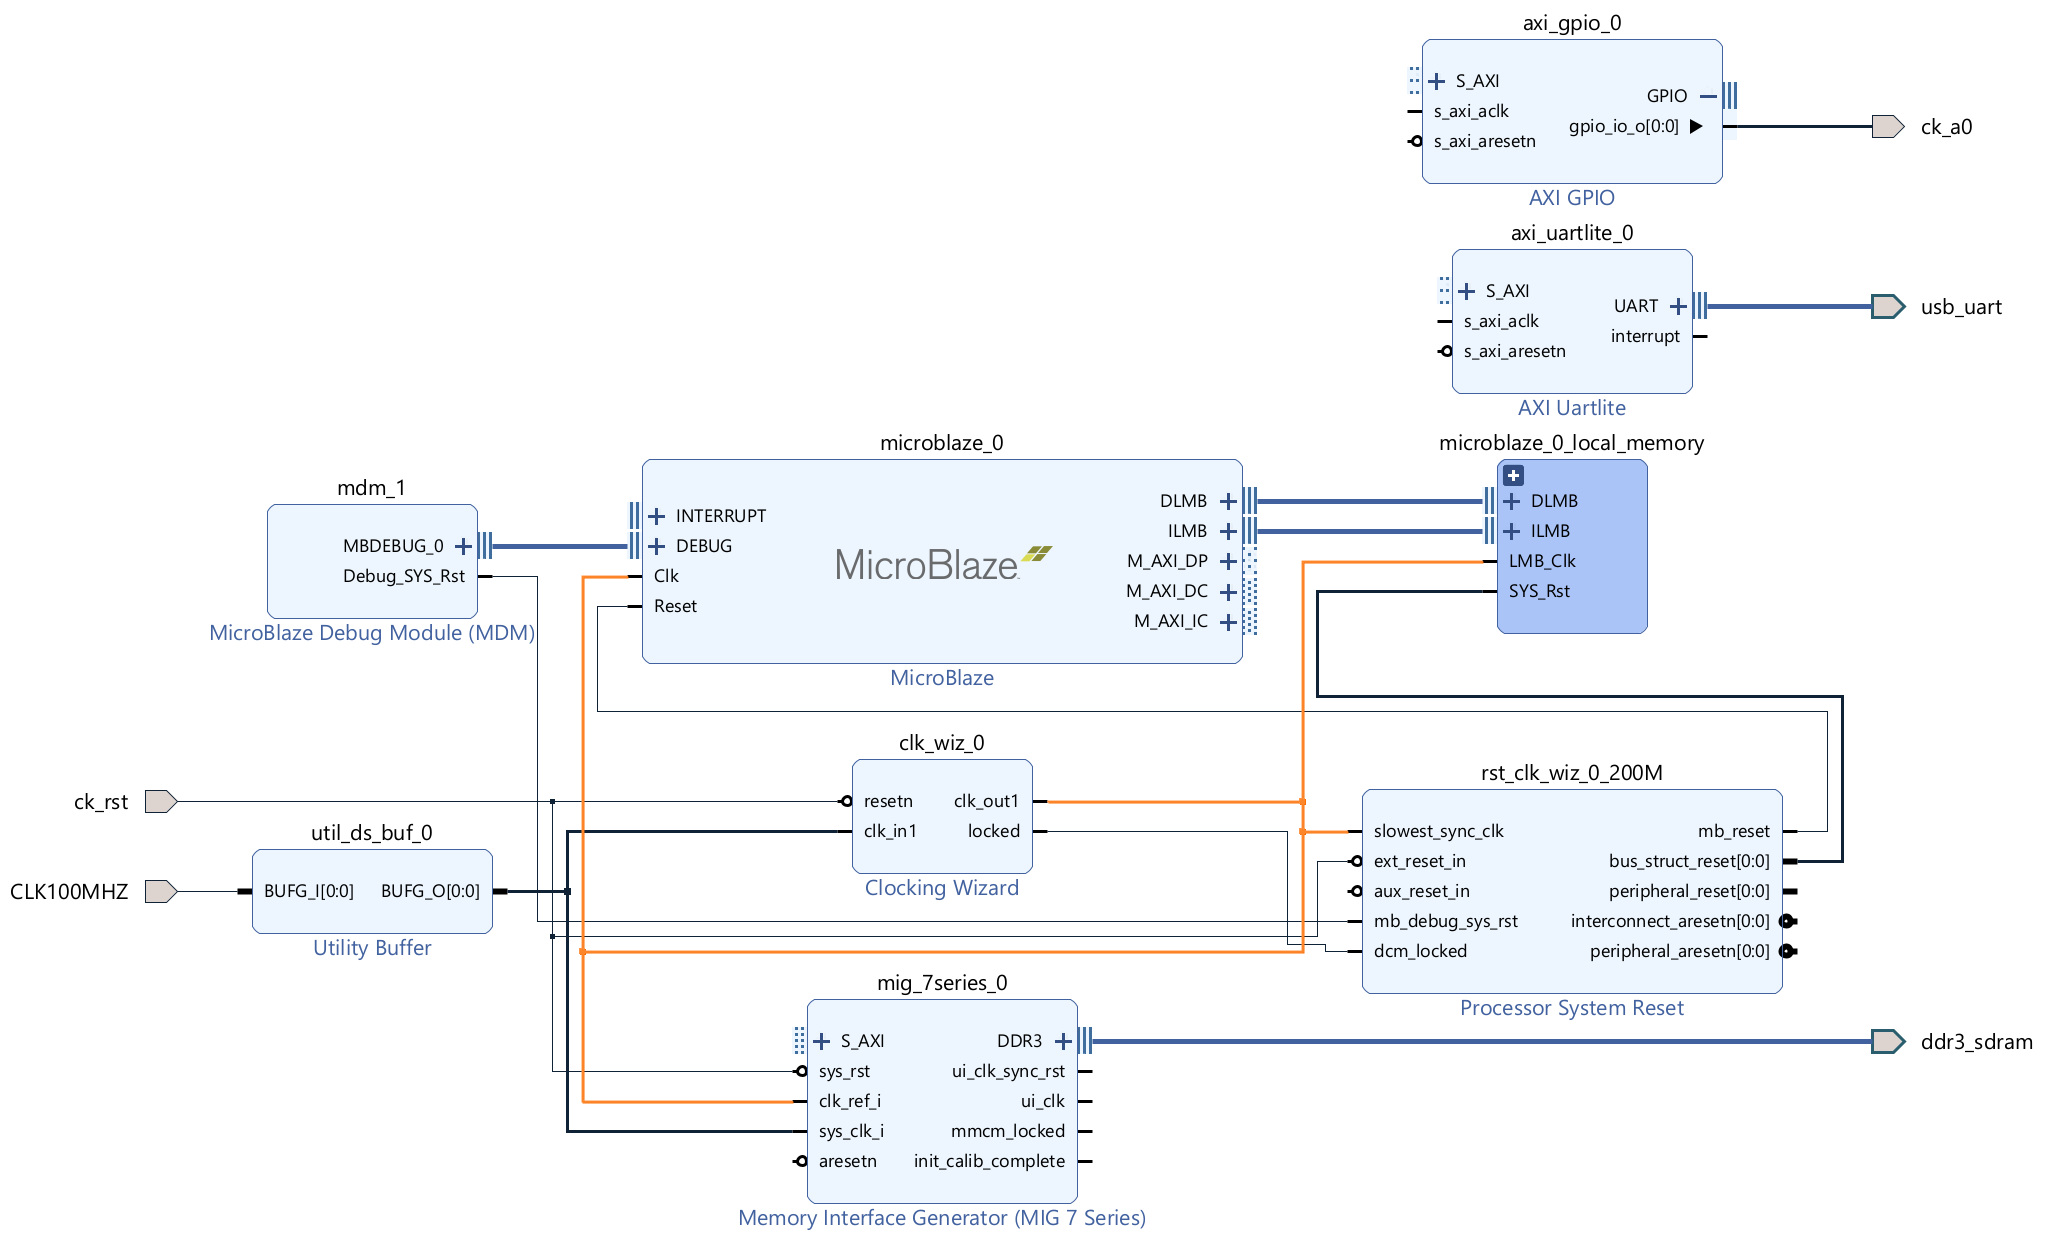 axi_gpio_0
S_AXI
s_axi_aclk
s_axi_aresetn
GPIO
gpio_io_o[0:0]
AXI GPIO
ck_a0
axi_uartlite_0
S_AXI
s_axi_aclk
s_axi_aresetn
UART
interrupt
AXI Uartlite
usb_uart
mdm_1
MBDEBUG_0
Debug_SYS_Rst
MicroBlaze Debug Module (MDM)
microblaze_0
INTERRUPT
DEBUG
Clk
Reset
MicroBlaze
DLMB
ILMB
M_AXI_DP
M_AXI_DC
M_AXI_IC
MicroBlaze
microblaze_0_local_memory
DLMB
ILMB
LMB_Clk
SYS_Rst
ck_rst
CLK100MHZ
util_ds_buf_0
BUFG_I[0:0]
BUFG_O[0:0]
Utility Buffer
clk_wiz_0
resetn
clk_in1
clk_out1
locked
Clocking Wizard
rst_clk_wiz_0_200M
slowest_sync_clk
ext_reset_in
aux_reset_in
mb_debug_sys_rst
dcm_locked
mb_reset
bus_struct_reset[0:0]
peripheral_reset[0:0]
interconnect_aresetn[0:0]
peripheral_aresetn[0:0]
Processor System Reset
mig_7series_0
S_AXI
sys_rst
clk_ref_i
sys_clk_i
aresetn
DDR3
ui_clk_sync_rst
ui_clk
mmcm_locked
init_calib_complete
Memory Interface Generator (MIG 7 Series)
ddr3_sdram